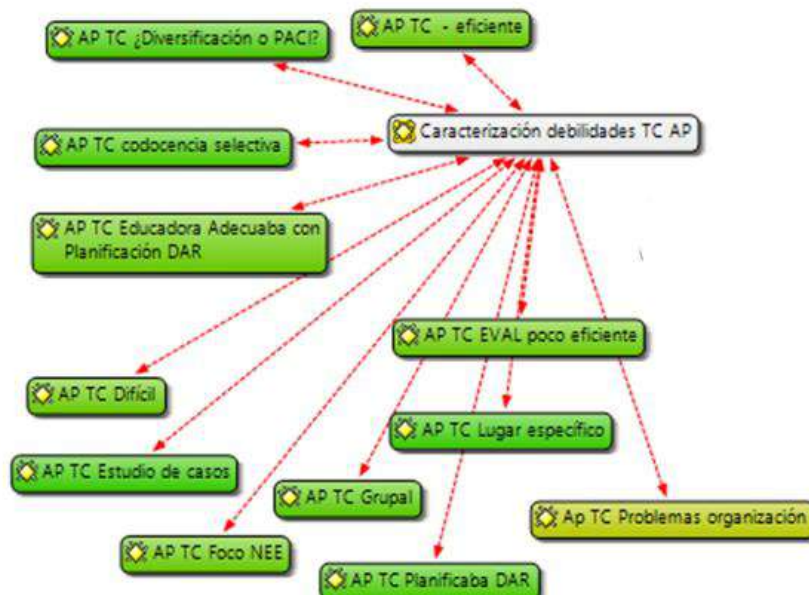 AP TC ¿Diversificación o PACI?
AP TC - eficiente
Caracterización debilidades TC AP
AP TC codocencia selectiva
AP TC Educadora Adecuaba con
Planificación DAR
AP TC EVAL poco eficiente
AP TC Difícil
AP TC Lugar específico
AP TC Estudio de casos
AP TC Grupal
Ap TC Problemas organización
AP TC Foco NEE
AP TC Planificaba DAR